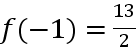 f(−1) = 13/2